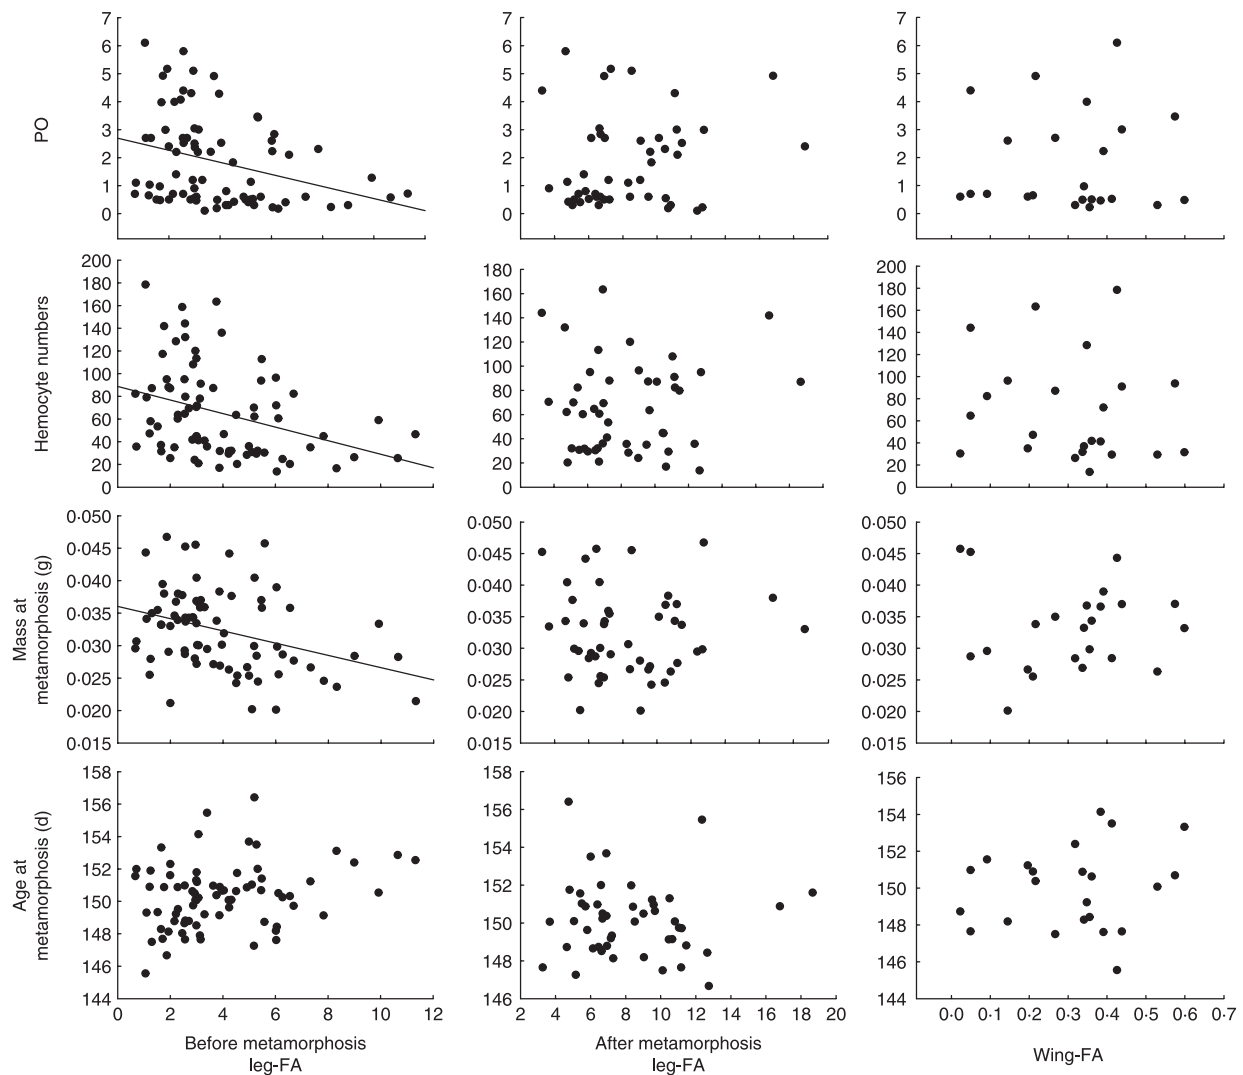 7 7 7
6 6 6
5 5 5
4 4 4
3 3 3
2 2 2
1 1 1
0 0 0
PO
200 180 200
180 160 180
160 140 160
140 120 140
120 100 120
100 80 100
80 60 80
60 40 60
40 20 40
20 0 20
0 0
Hemocyte numbers
0·050 0·050 0·050
0·045 0·045 0·045
0·040 0·040 0·040
0·035 0·035 0·035
0·030 0·030 0·030
0·025 0·025 0·025
0·020 0·020 0·020
0·015 0·015 0·015
Mass at
metamorphosis (g)
158 158 156
156 156 154
154 154 152
152 152 150
150 150 148
148 148 146
146 146 144
144
Age at
metamorphosis (d)
0 2 4 6 8 10 12
2 4 6 8 10 12 14 16 18 20
0·0 0·1 0·2 0·3 0·4 0·5 0·6 0·7
Before metamorphosis
leg-FA
After metamorphosis
leg-FA
Wing-FA